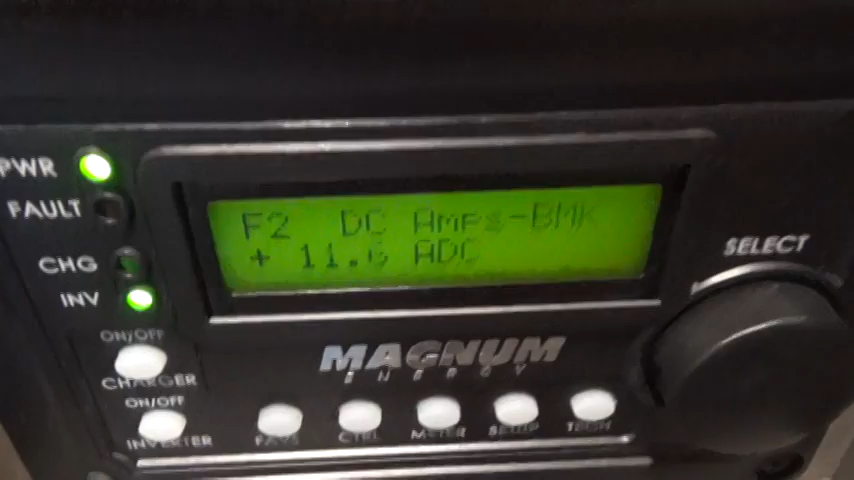 PWR
FAULT
CHG
INV
F2 DC Amps-BMK
+ 11.6 ADC
SELECT
ON/OFF
CHARGER
ON/OFF
INVERTER
MAGNUM
ENERGY
FAVS
CTRL
METER
SETUP
TECH